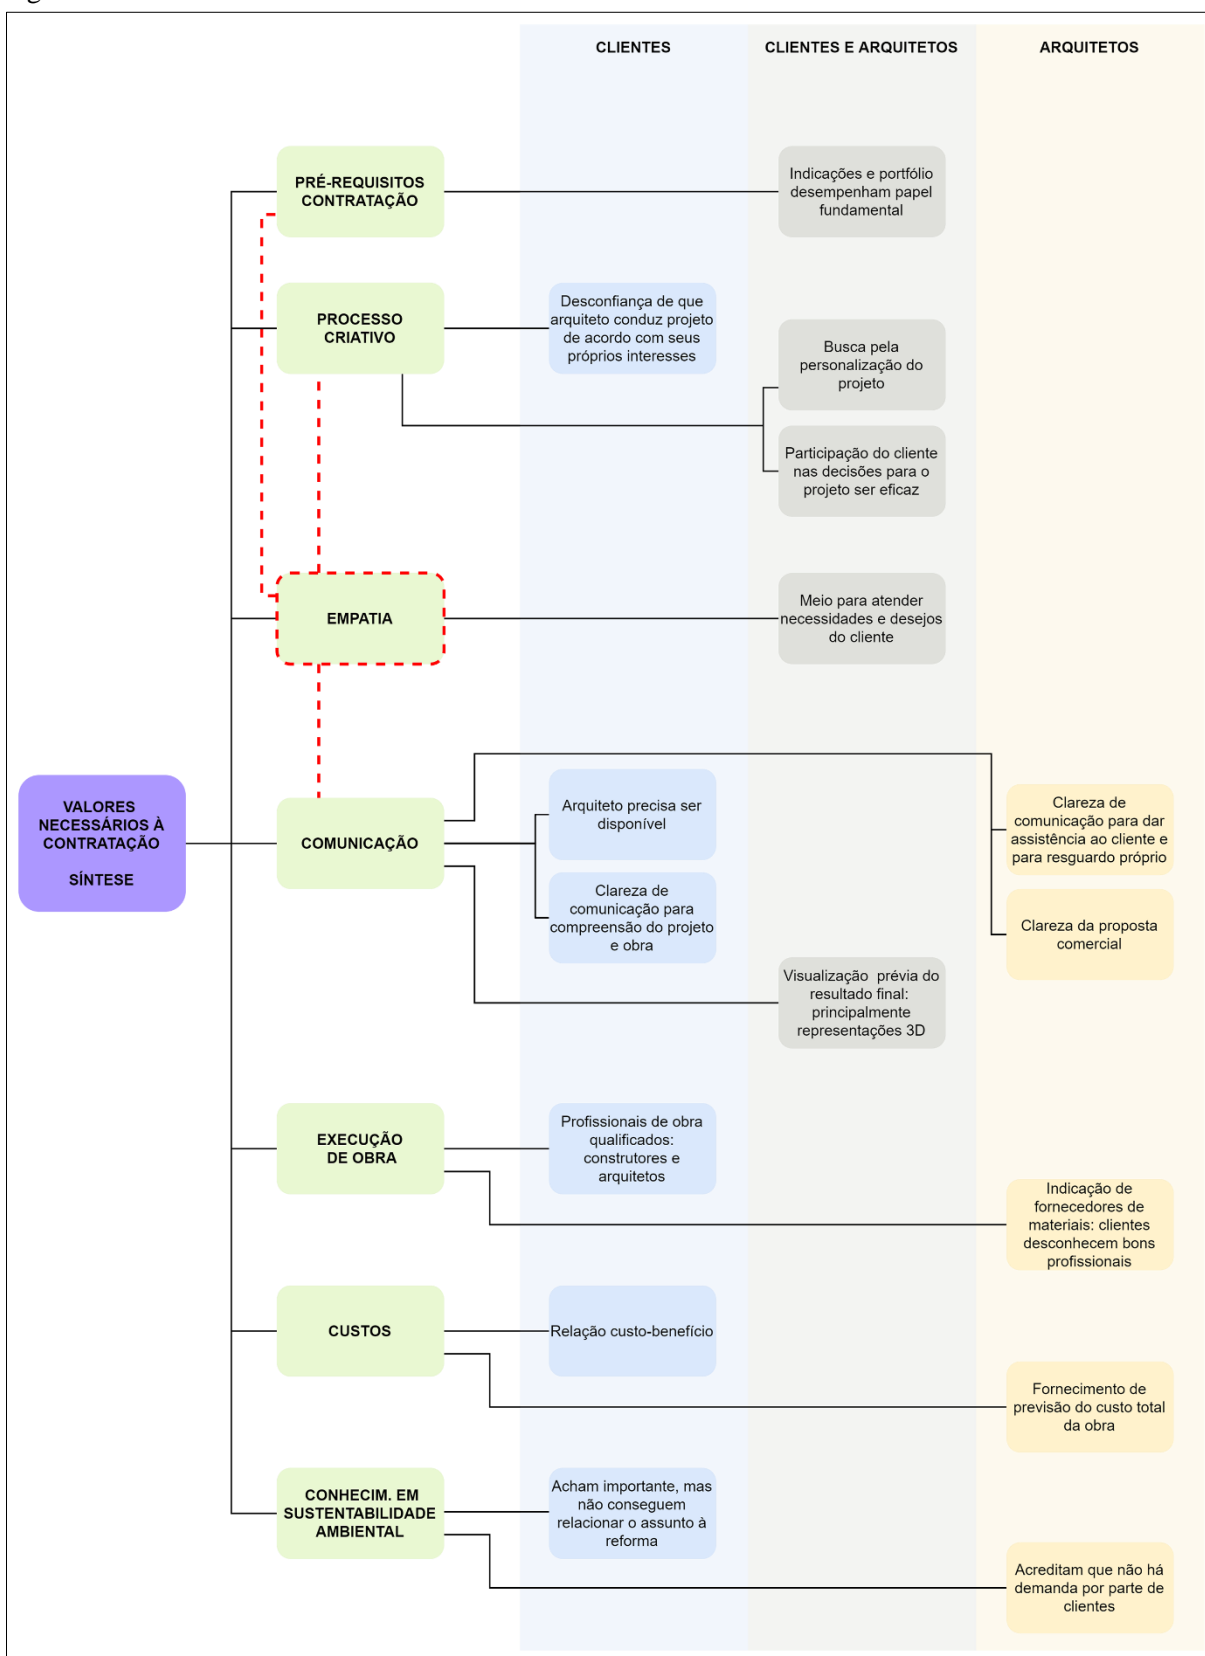 CLIENTES
CLIENTES E ARQUITETOS
ARQUITETOS
PRÉ-REQUISITOS
CONTRATAÇÃO
Indicações e portfólio
desempenham papel
fundamental
PROCESSO
CRIATIVO
Desconfiança de que
arquiteto conduz projeto
de acordo com seus
próprios interesses
Busca pela
personalização do
projeto
Participação do cliente
nas decisões para o
projeto ser eficaz
EMPATIA
Meio para atender
necessidades e desejos
do cliente
VALORES
NECESSÁRIOS À
CONTRATAÇÃO
SÍNTESE
COMUNICAÇÃO
Arquiteto precisa ser
disponível
Clareza de
comunicação para
compreensão do projeto
e obra
Visualização prévia do
resultado final:
principalmente
representações 3D
Clareza de
comunicação para dar
assistência ao cliente e
para resguardo próprio
Clareza da proposta
comercial
EXECUÇÃO
DE OBRA
Profissionais de obra
qualificados:
construtores e
arquitetos
Indicação de
fornecedores de
materiais: clientes
desconhecem bons
profissionais
CUSTOS
Relação custo-benefício
Fornecimento de
previsão do custo total
da obra
CONHECIM. EM
SUSTENTABILIDADE
AMBIENTAL
Acham importante, mas
não conseguem
relacionar o assunto à
reforma
Acreditam que não há
demanda por parte de
clientes